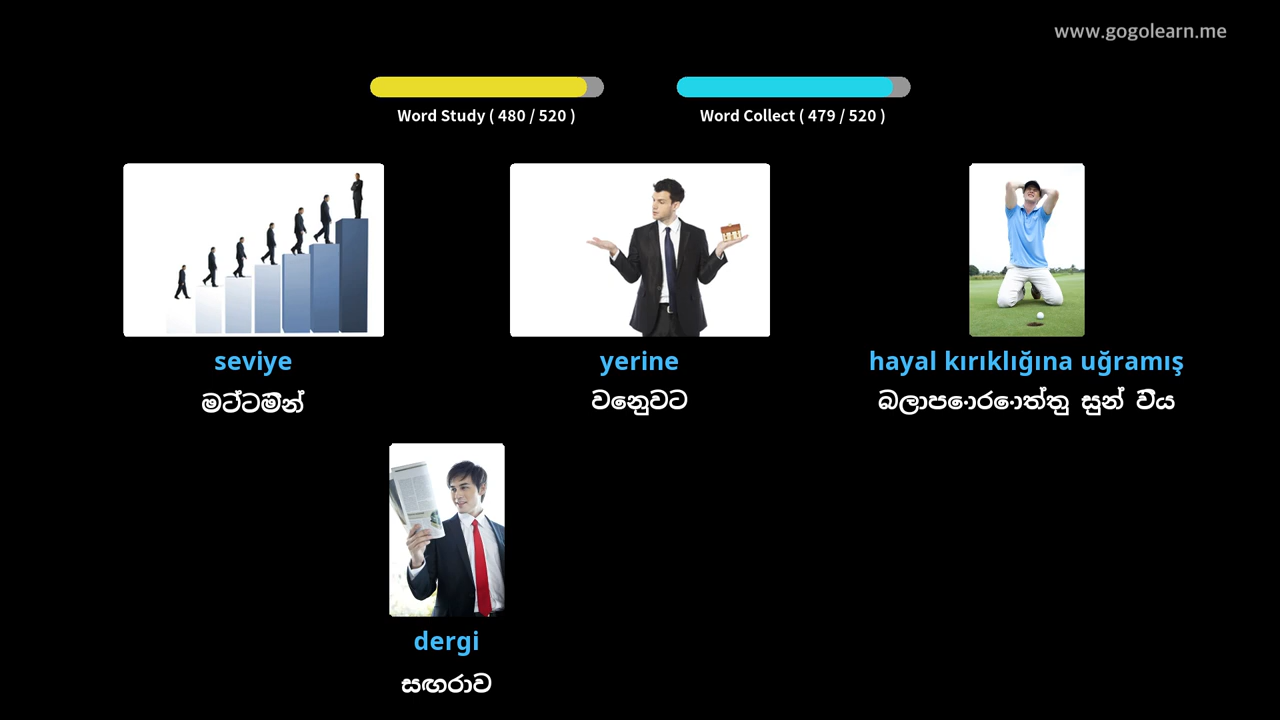 www.gogolearn.me
Word Study ( 480 / 520 )
Word Collect ( 479 / 520 )
seviye
මට්ටමින්
yerine
වනුෙවට
hayal kırıklığına uğramış
බලාපොරොත්තු සුන් විය
dergi
සඟරාව